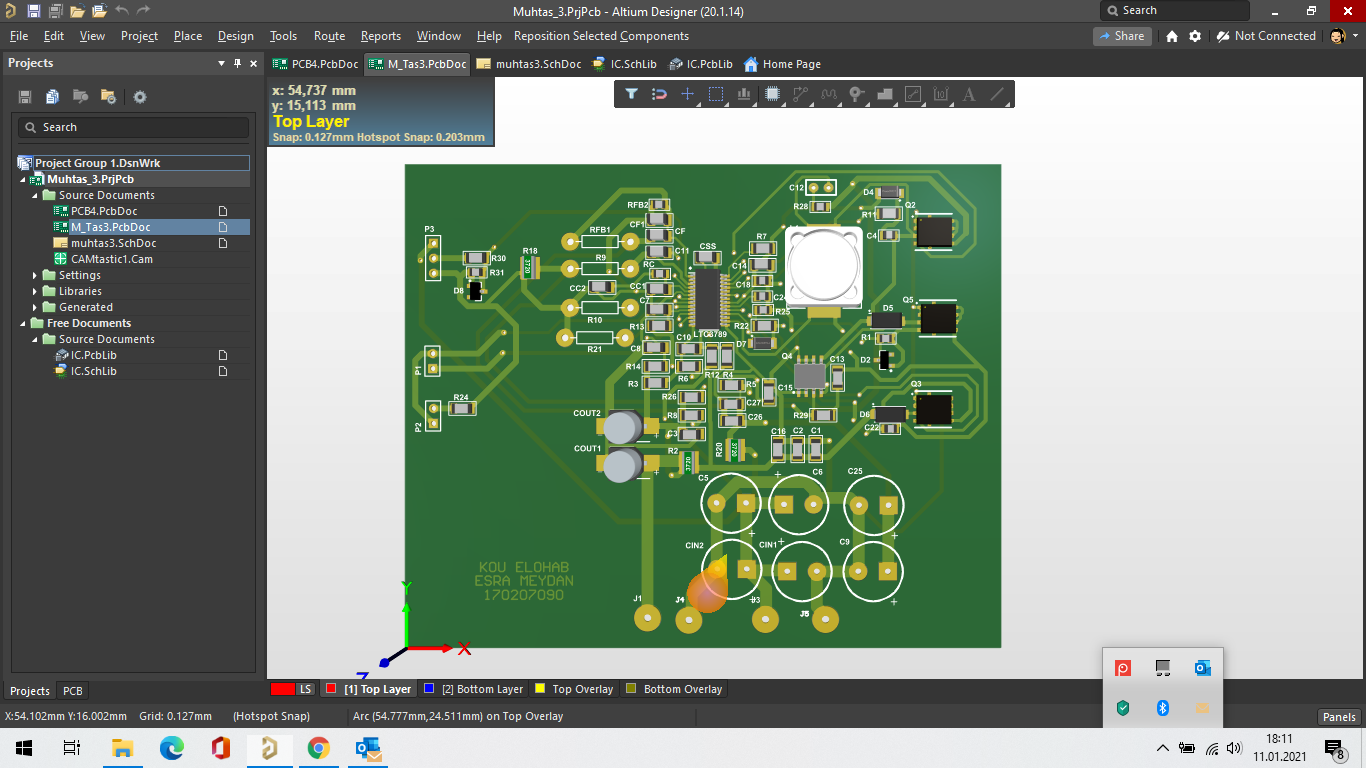 Muhtas_3.PrjPcb - Altium Designer (20.1.14)
Search
File Edit View Project Place Design Tools Route Reports Window Help Reposition Selected Components
Share
Not Connected
Projects
PCB4.PcbDoc M_Tas3.PcbDoc muhtas3.SchDoc IC.SchLib IC.PcbLib Home Page
x: 54,737 mm
y: 15,113 mm
Top Layer
Snap: 0.127mm Hotspot Snap: 0.203mm
Search
Project Group 1.DsnWrk
Muhtas_3.PrjPcb
Source Documents
PCB4.PcbDoc
M_Tas3.PcbDoc
muhtas3.SchDoc
CAMtastic1.Cam
Settings
Libraries
Generated
Free Documents
Source Documents
IC.PcbLib
IC.SchLib
C12
D4
RFB2
R28
Q2
R11
CF1
CF
P3
RFB1
C4
R7
CSS
R18
C11
R30
R9
RC
C14
3720
R31
C18
D8
CC2
CC1
C24
Q5
C7
R25
D5
R10
R13
R22
LTC3789
R1
R21
C10
D7
C8
Q4
D2
C13
P1
R14
R6
R12 R4
R3
R5
C15
Q3
R26
C27
R24
COUT2
R8
C26
R29
D6
P2
C3
C16 C2 C1
C22
COUT1
R2
R20
3720
3720
C5
C6
C25
CIN2
CIN1
C9
KOU ELOHAB
ESRA MEYDAN
170207090
J1
J4
J3
J5
Y
X
Z
Projects PCB
LS [1] Top Layer [2] Bottom Layer Top Overlay Bottom Overlay
X:54.102mm Y:16.002mm Grid: 0.127mm (Hotspot Snap) Arc (54.777mm,24.511mm) on Top Overlay
Panels
18:11
11.01.2021
8